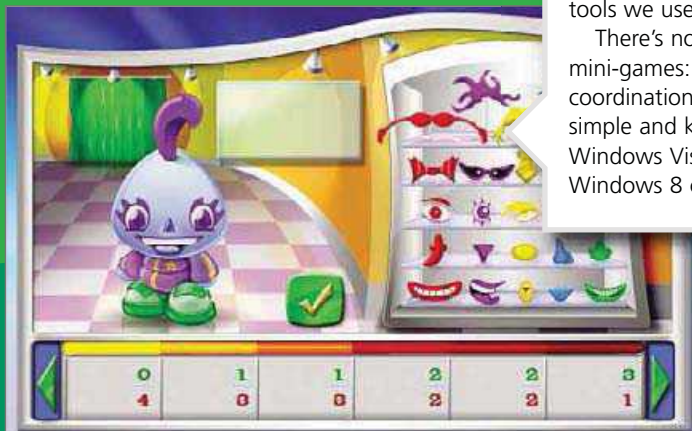 tools we use
There's no
mini-games:
coordination
simple and k
Windows Vis
Windows 8 o
0 1 1 2 2 3
4 3 3 2 2 1